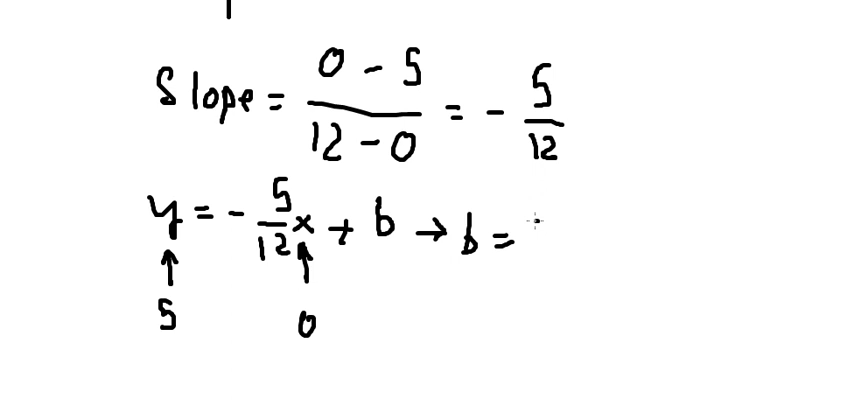 Slope = (0 - 5)/(12 - 0) = - 5/12
y = - 5/12 x + b → b =
↑ ↑
5 0